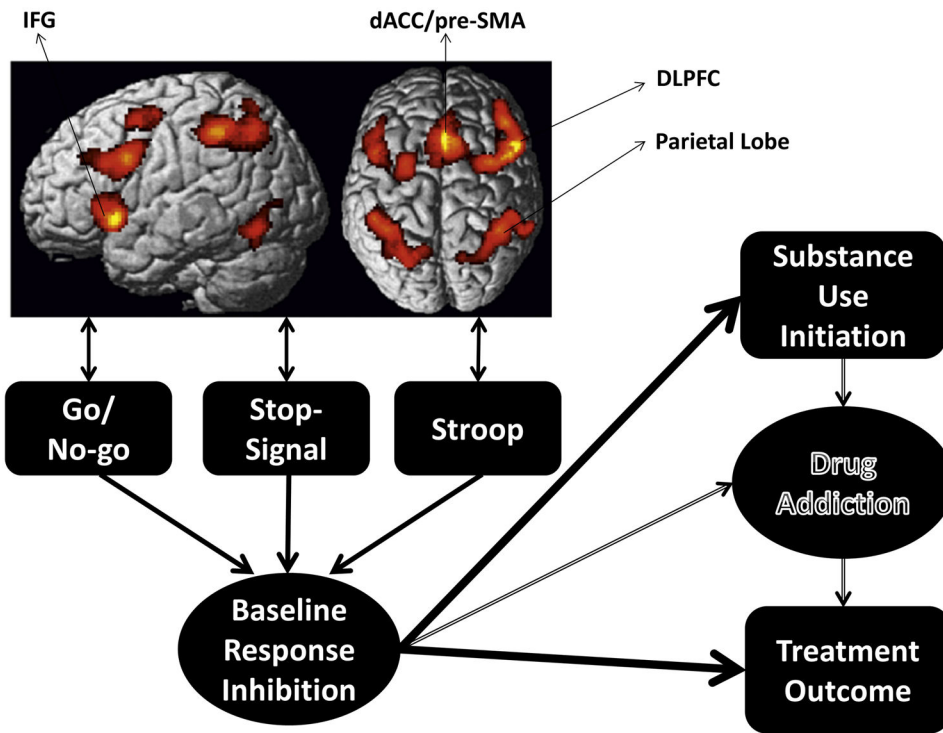 IFG
dACC/pre-SMA
DLPFC
Parietal Lobe
Substance
Use
Initiation
Go/
No-go
Stop-
Signal
Stroop
Drug
Addiction
Baseline
Response
Inhibition
Treatment
Outcome